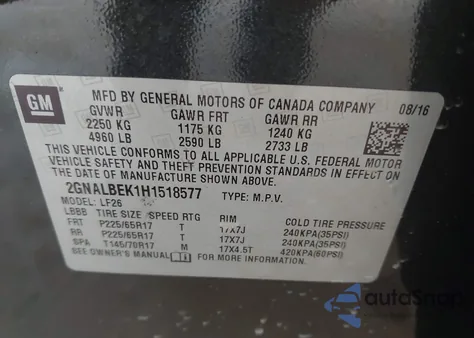 GM
MFD BY GENERAL MOTORS OF CANADA COMPANY 08/16
GVWR GAWR FRT GAWR RR
2250 KG 1175 KG 1240 KG
4960 LB 2590 LB 2733 LB
THIS VEHICLE CONFORMS TO ALL APPLICABLE U.S. FEDERAL MOTOR
VEHICLE SAFETY, BUMPER, AND THEFT PREVENTION STANDARDS IN EFFECT ON
THE DATE OF MANUFACTURE SHOWN ABOVE.
2GNALBEK1H1518577 TYPE: M.P.V.
MODEL: LF26
LBBB TIRE SIZE SPEED RTG RIM COLD TIRE PRESSURE
FRT P225/65R17 T 17X7J 240KPA(35PSI)
RR P225/65R17 T 17X7J 240KPA(35PSI)
SPA T145/70R17 M 17X4.5T 420KPA(60PSI)
SEE OWNER'S MANUAL FOR ADDITIONAL INFORMATION.
autoSnap